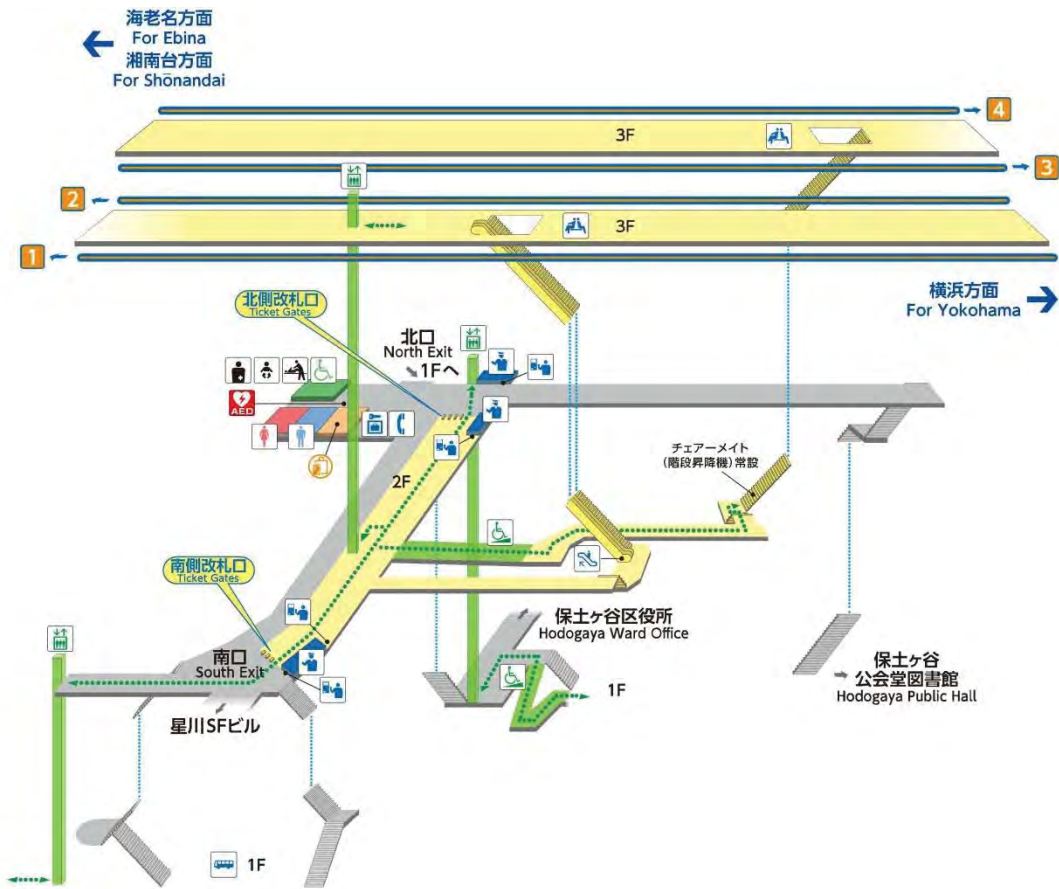 海老名方面
For Ebina
湘南台方面
For Shōnandai
4
3F
3
2
3F
1
横浜方面
For Yokohama
北側改札口
Ticket Gates
北口
North Exit
1Fへ
AED
チェアーメイト
(階段昇降機)常設
2F
南側改札口
Ticket Gates
保土ヶ谷区役所
Hodogaya Ward Office
南口
South Exit
1F
保土ヶ谷
公会堂図書館
Hodogaya Public Hall
星川SFビル
1F